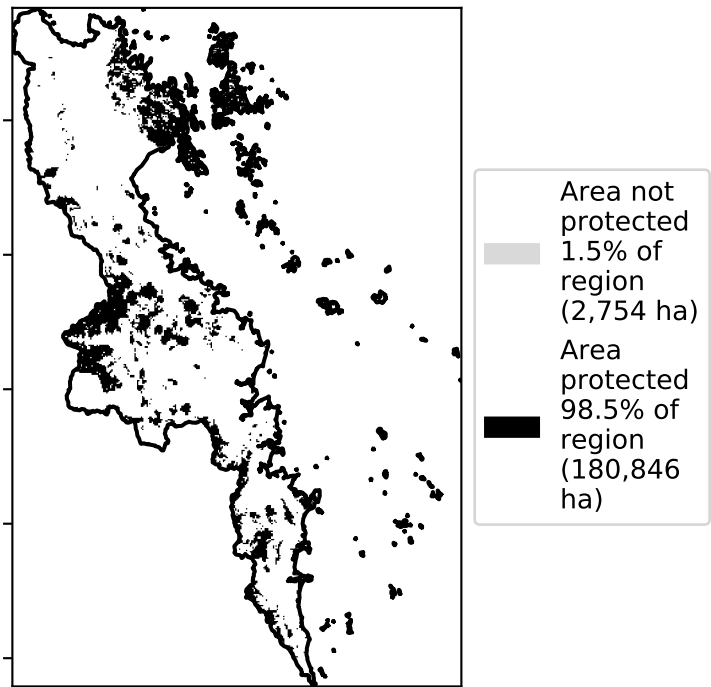 Area not
protected
1.5% of
region
(2,754 ha)
Area
protected
98.5% of
region
(180,846
ha)